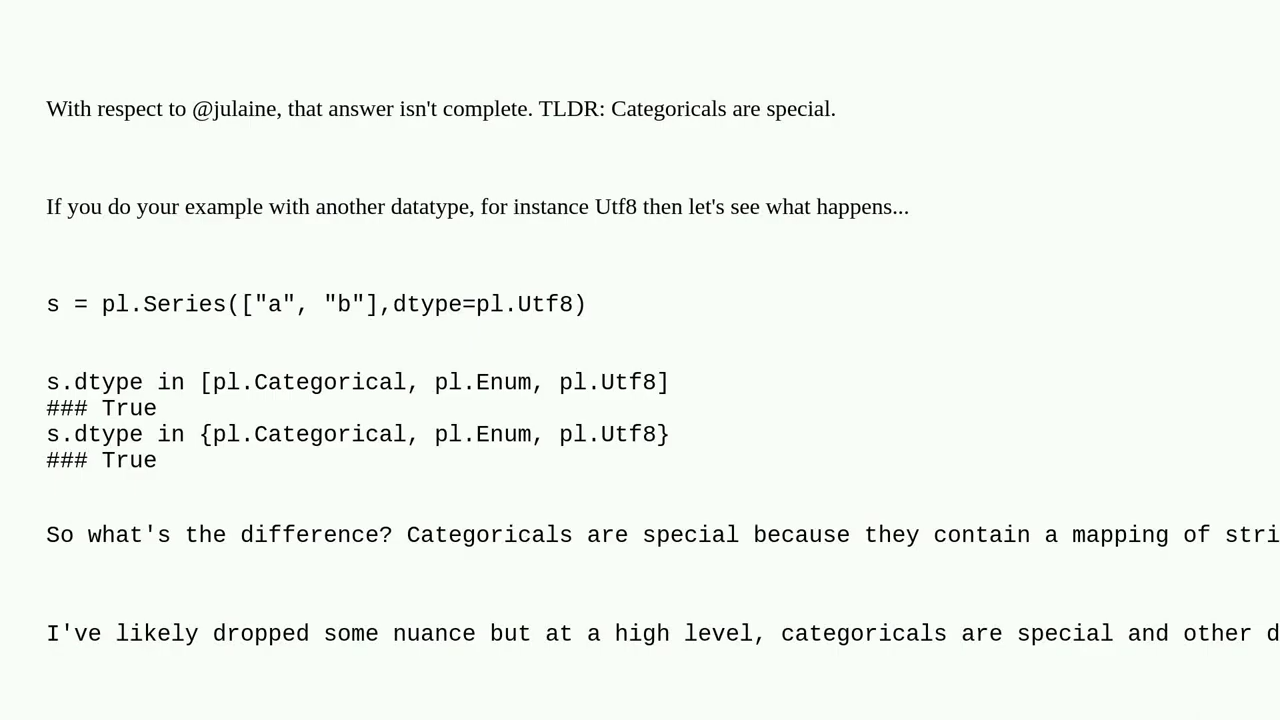 With respect to @julaine, that answer isn't complete. TLDR: Categoricals are special.
If you do your example with another datatype, for instance Utf8 then let's see what happens...
s = pl.Series(["a", "b"],dtype=pl.Utf8)
s.dtype in [pl.Categorical, pl.Enum, pl.Utf8]
### True
s.dtype in {pl.Categorical, pl.Enum, pl.Utf8}
### True
So what's the difference? Categoricals are special because they contain a mapping of stri
I've likely dropped some nuance but at a high level, categoricals are special and other d